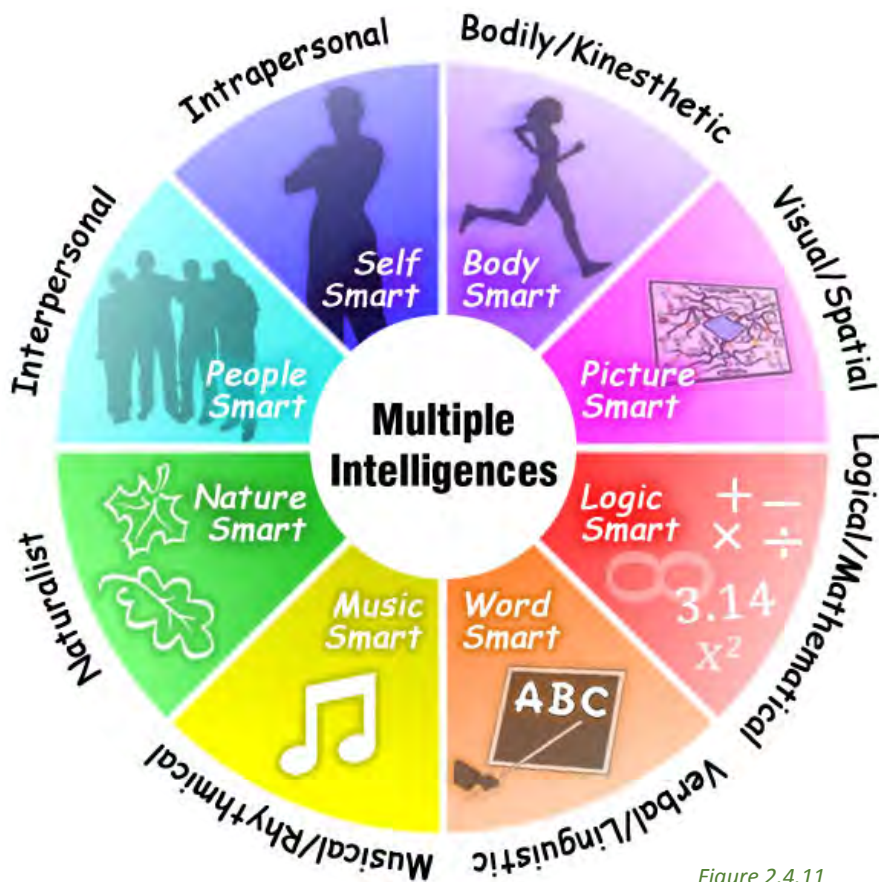 Intrapersonal
Bodily/Kinesthetic
Interpersonal
Visual/Spatial
Self
Smart
Body
Smart
People
Smart
Picture
Smart
Multiple
Intelligences
Nature
Smart
Logic
Smart
+ −
× ÷
3.14
x²
Music
Smart
Word
Smart
ABC
Naturalist
Logical/Mathematical
Musical/Rhythmical
Verbal/Linguistic
Figure 2.4.11